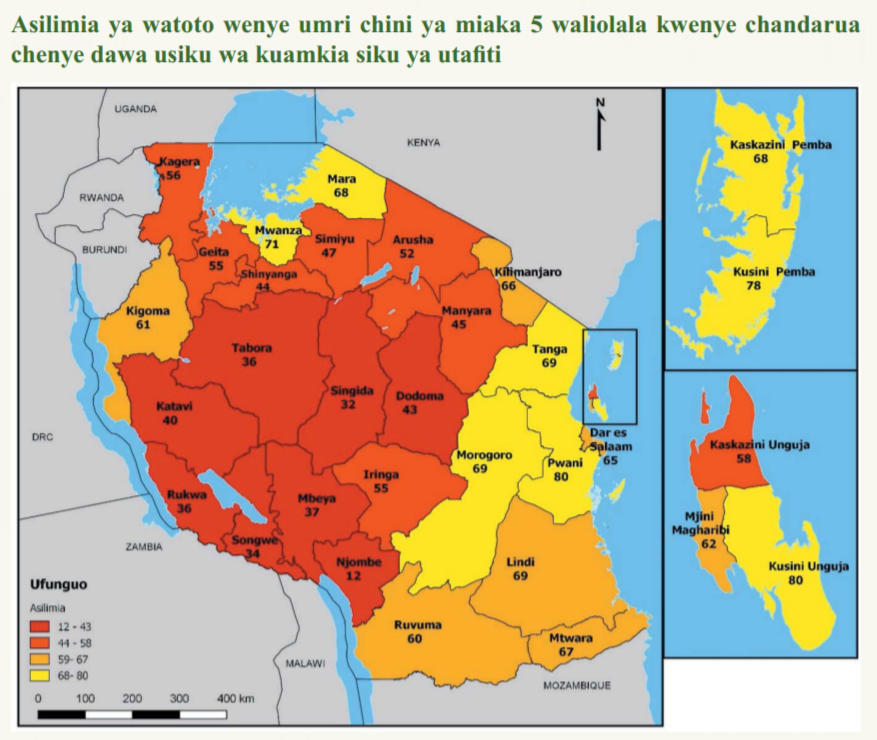 Asilimia ya watoto wenye umri chini ya miaka 5 waliolala kwenye chandarua
chenye dawa usiku wa kuamkia siku ya utafiti
UGANDA
N
KENYA
Kagera
56
Mara
68
RWANDA
Mwanza
71
Simiyu
47
Arusha
52
BURUNDI
Geita
55
Shinyanga
44
Kilimanjaro
66
Kigoma
61
Manyara
45
Tabora
36
Tanga
69
Singida
32
Dodoma
43
Katavi
40
DRC
Dar es
Salaam
65
Morogoro
69
Pwani
80
Iringa
55
Rukwa
36
Mbeya
37
ZAMBIA
Songwe
34
Njombe
12
Lindi
69
Ruvuma
60
Mtwara
67
MALAWI
MOZAMBIQUE
Ufunguo
Asilimia
12 - 43
44 - 58
59- 67
68- 80
0 100 200 300 400 km
Kaskazini Pemba
68
Kusini Pemba
78
Kaskazini Unguja
58
Mjini
Magharibi
62
Kusini Unguja
80